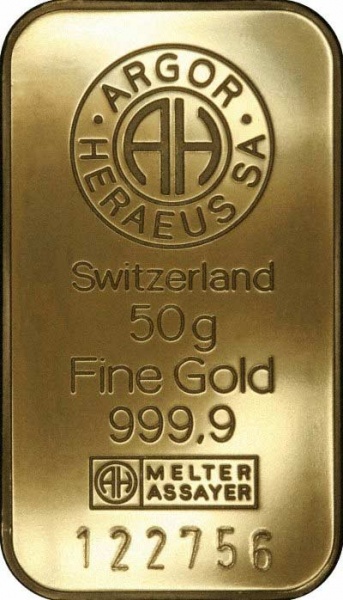 · ARGOR ·
HERAEUS SA
AH
Switzerland
50g
Fine Gold
999,9
AH MELTER
ASSAYER
122756